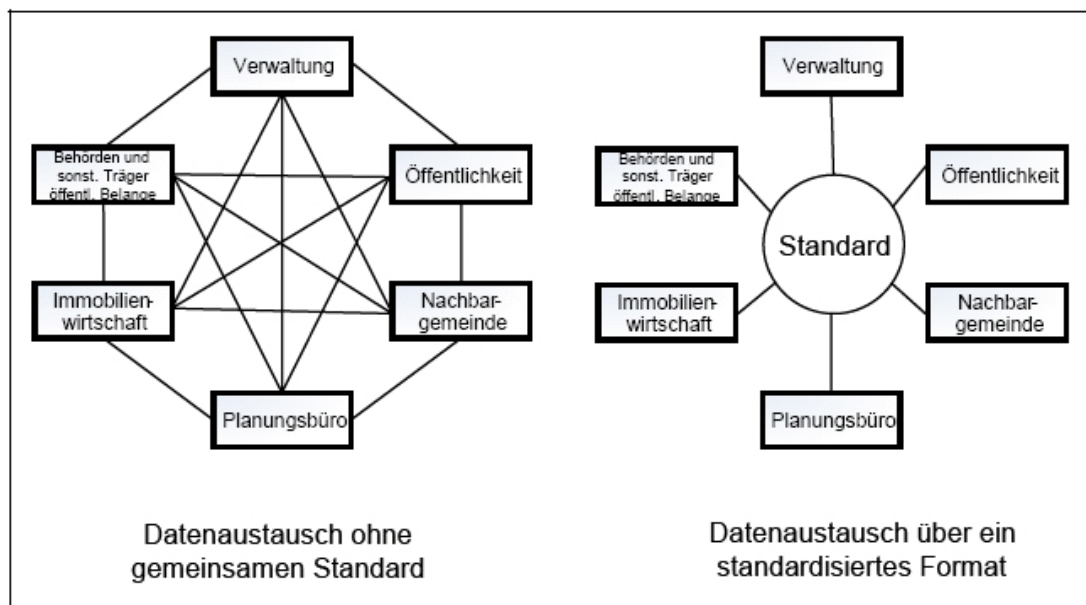 Verwaltung
Behörden und
sonst. Träger
öffentl. Belange
Öffentlichkeit
Immobilien-
wirtschaft
Nachbar-
gemeinde
Planungsbüro
Datenaustausch ohne
gemeinsamen Standard
Verwaltung
Behörden und
sonst. Träger
öffentl. Belange
Öffentlichkeit
Standard
Immobilien-
wirtschaft
Nachbar-
gemeinde
Planungsbüro
Datenaustausch über ein
standardisiertes Format